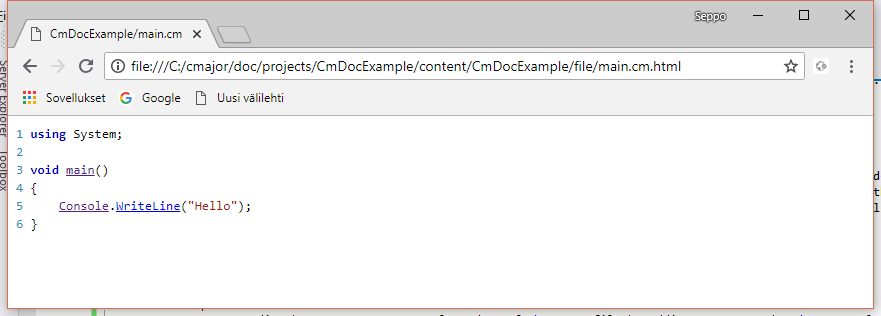 Seppo
CmDocExample/main.cm
file:///C:/cmajor/doc/projects/CmDocExample/content/CmDocExample/file/main.cm.html
Sovellukset Google Uusi välilehti
Server Explorer
Toolbox
1 using System;
2
3 void main()
4 {
5     Console.WriteLine("Hello");
6 }